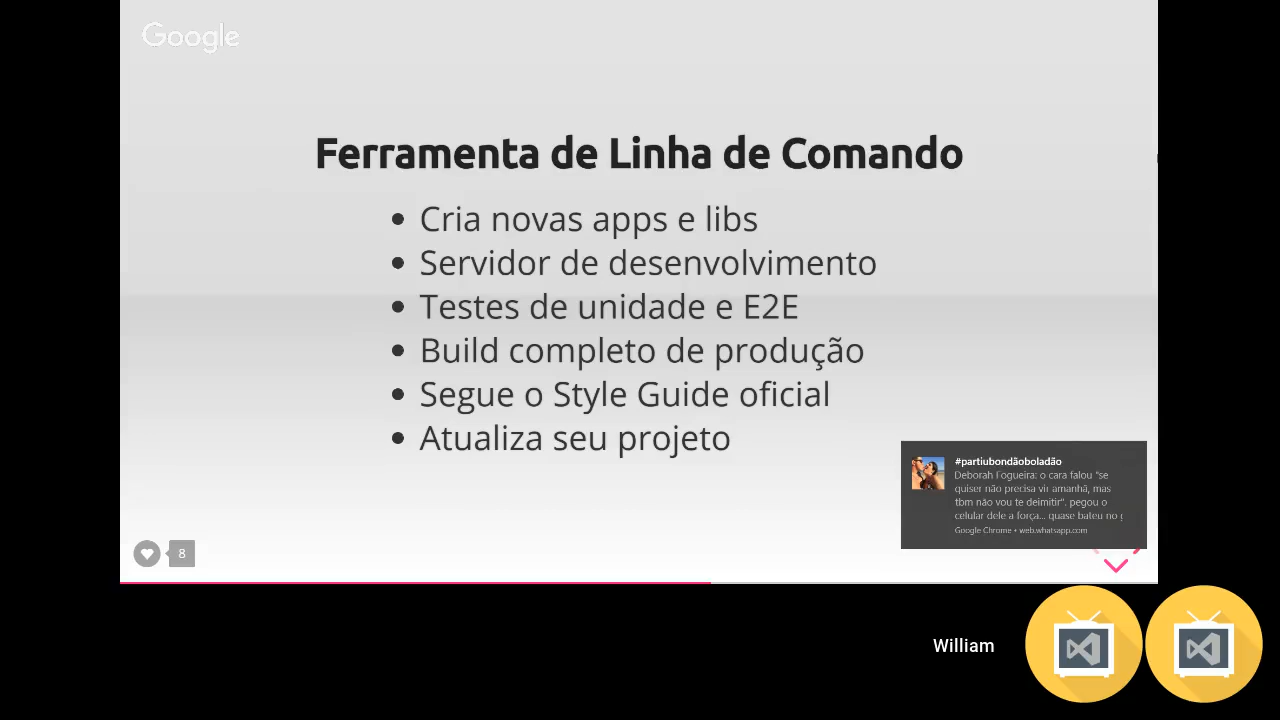 Google
Ferramenta de Linha de Comando
Cria novas apps e libs
Servidor de desenvolvimento
Testes de unidade e E2E
Build completo de produção
Segue o Style Guide oficial
Atualiza seu projeto
#partiubondãoboladão
Deborah Fogueira: o cara falou "se
quiser não precisa vir amanhã, mas
tbm não vou te deimitir". pegou o
celular dele a força... quase bateu no
Google Chrome • web.whatsapp.com
8
William